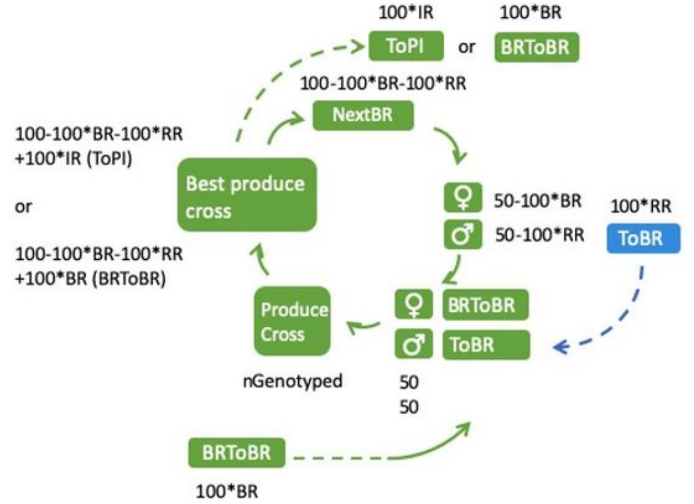 100*IR
100*BR
ToPI
or
BRToBR
100-100*BR-100*RR
NextBR
100-100*BR-100*RR
+100*IR (ToPI)
or
100-100*BR-100*RR
+100*BR (BRToBR)
Best produce
cross
♀ 50-100*BR
♂ 50-100*RR
100*RR
ToBR
♀ BRToBR
♂ ToBR
Produce
Cross
nGenotyped
50
50
BRToBR
100*BR